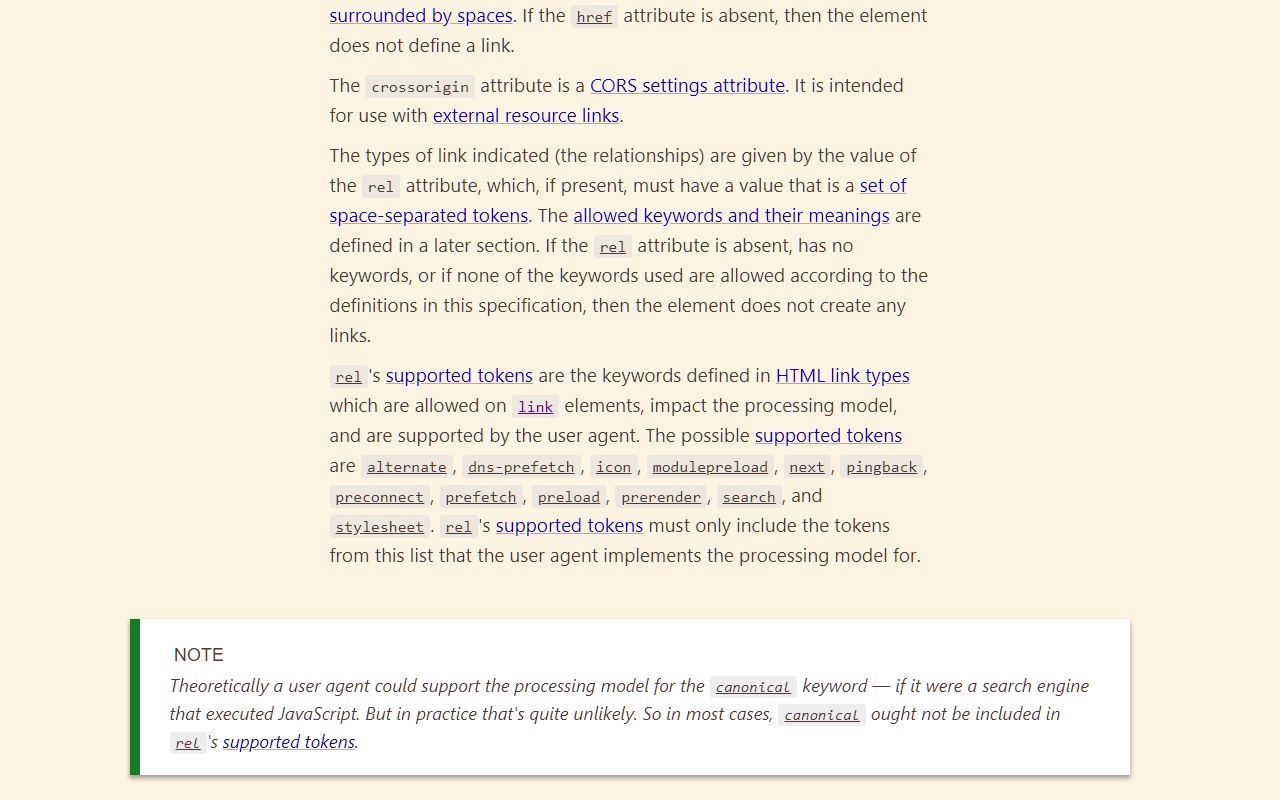 surrounded by spaces. If the href attribute is absent, then the element
does not define a link.
The crossorigin attribute is a CORS settings attribute. It is intended
for use with external resource links.
The types of link indicated (the relationships) are given by the value of
the rel attribute, which, if present, must have a value that is a set of
space-separated tokens. The allowed keywords and their meanings are
defined in a later section. If the rel attribute is absent, has no
keywords, or if none of the keywords used are allowed according to the
definitions in this specification, then the element does not create any
links.
rel's supported tokens are the keywords defined in HTML link types
which are allowed on link elements, impact the processing model,
and are supported by the user agent. The possible supported tokens
are alternate, dns-prefetch, icon, modulepreload, next, pingback,
preconnect, prefetch, preload, prerender, search, and
stylesheet. rel's supported tokens must only include the tokens
from this list that the user agent implements the processing model for.
NOTE
Theoretically a user agent could support the processing model for the canonical keyword — if it were a search engine
that executed JavaScript. But in practice that's quite unlikely. So in most cases, canonical ought not be included in
rel's supported tokens.